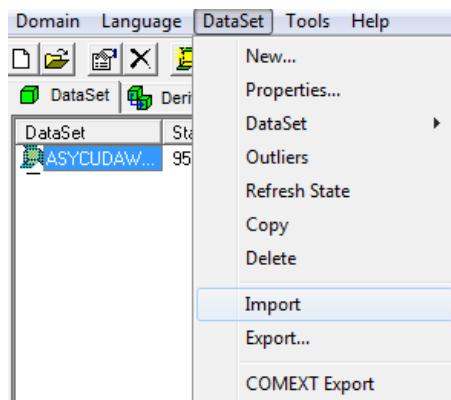 Domain Language DataSet Tools Help
New...
Properties...
DataSet Deri
DataSet
DataSet Sta
Outliers
ASYCUDAW... 95
Refresh State
Copy
Delete
Import
Export...
COMEXT Export